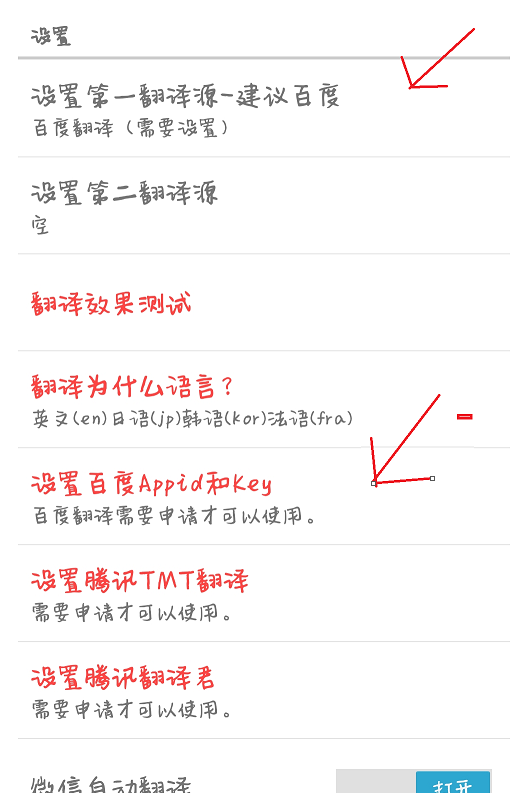 设置
设置第一翻译源-建议百度
百度翻译（需要设置）
设置第二翻译源
空
翻译效果测试
翻译为什么语言？
英文(en)日语(jp)韩语(kor)法语(fra)
设置百度Appid和Key
百度翻译需要申请才可以使用。
设置腾讯TMT翻译
需要申请才可以使用。
设置腾讯翻译君
需要申请才可以使用。
微信自动翻译
打开